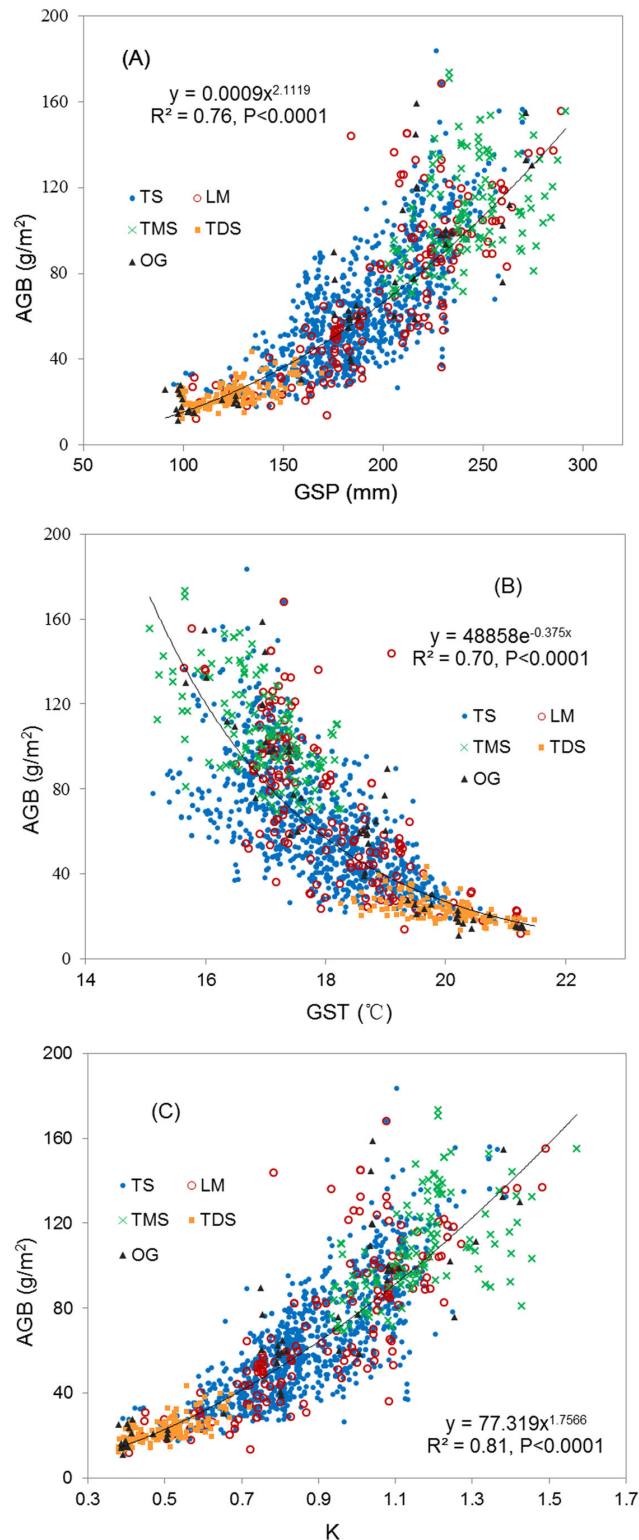 (A)
y = 0.0009x^2.1119
R² = 0.76, P<0.0001
TS LM
TMS TDS
OG
AGB (g/m²)
200
160
120
80
40
0
50 100 150 200 250 300
GSP (mm)
(B)
y = 48858e^-0.375x
R² = 0.70, P<0.0001
TS LM
TMS TDS
OG
AGB (g/m²)
200
160
120
80
40
0
14 16 18 20 22
GST (℃)
(C)
TS LM
TMS TDS
OG
y = 77.319x^1.7566
R² = 0.81, P<0.0001
AGB (g/m²)
200
160
120
80
40
0
0.3 0.5 0.7 0.9 1.1 1.3 1.5 1.7
K